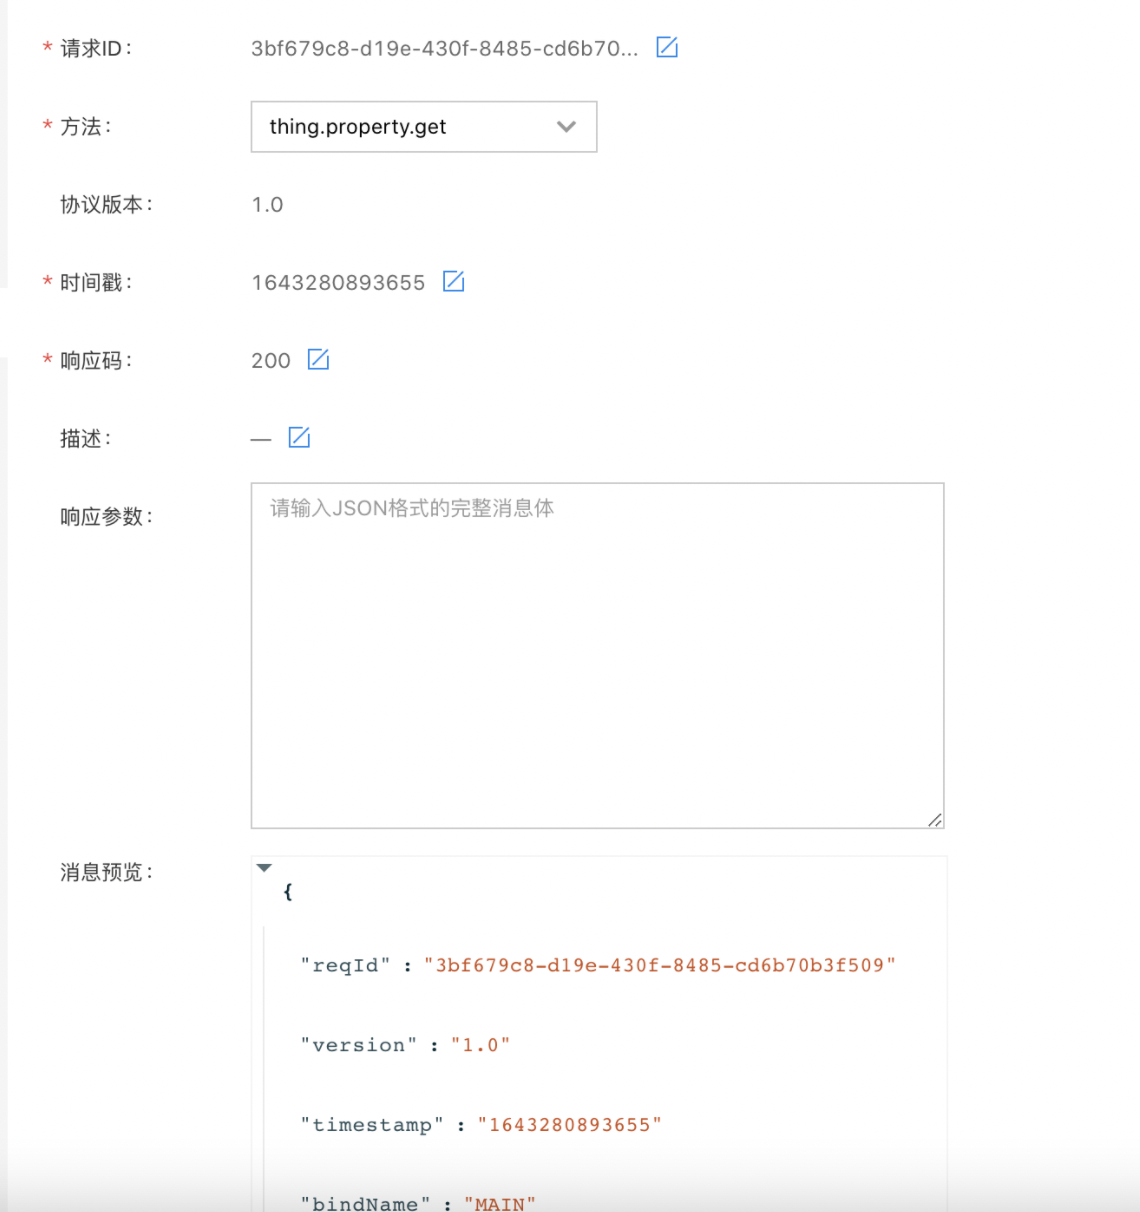 * 请求ID： 3bf679c8-d19e-430f-8485-cd6b70...
* 方法： thing.property.get
协议版本： 1.0
* 时间戳： 1643280893655
* 响应码： 200
描述： —
响应参数： 请输入JSON格式的完整消息体
消息预览：
{
"reqId" : "3bf679c8-d19e-430f-8485-cd6b70b3f509"
"version" : "1.0"
"timestamp" : "1643280893655"
"bindName" : "MAIN"